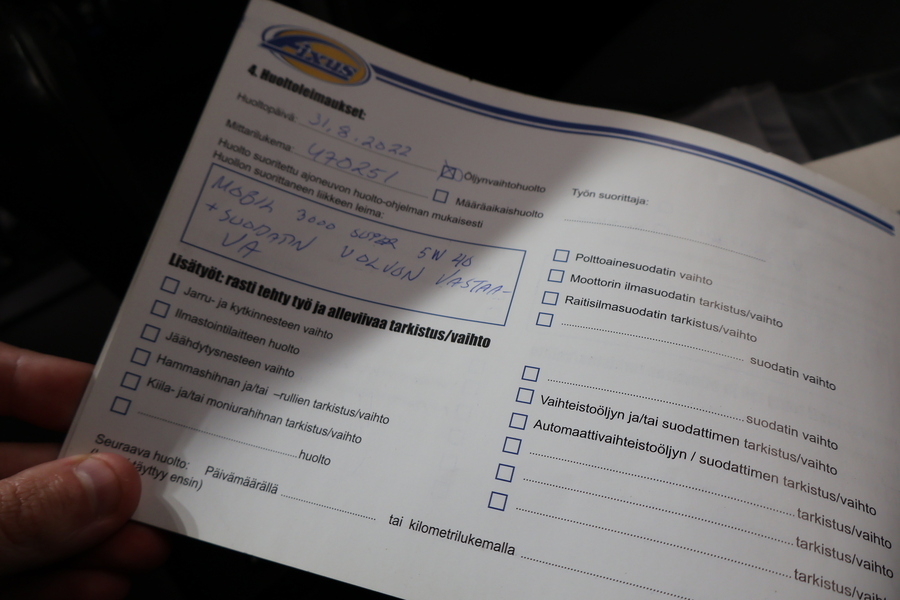 Fixus
4. Huoltoleimaukset:
Huoltopäivä: 31.8.2022
Mittarilukema: 470251
Huolto suoritettu ajoneuvon huolto-ohjelman mukaisesti
Huollon suorittaneen liikkeen leima:
Öljynvaihtohuolto
Määräaikaishuolto
Työn suorittaja:
MOBIL 3000 SUPER 5W40
+ SUODATIN VOLVON VASTAA-
VA
Lisätyöt: rasti tehty työ ja alleviivaa tarkistus/vaihto
Jarru- ja kytkinnesteen vaihto
Ilmastointilaitteen huolto
Jäähdytysnesteen vaihto
Hammashihnan ja/tai –rullien tarkistus/vaihto
Kiila- ja/tai moniurahihnan tarkistus/vaihto
huolto
Polttoainesuodatin vaihto
Moottorin ilmasuodatin tarkistus/vaihto
Raitisilmasuodatin tarkistus/vaihto
suodatin vaihto
suodatin vaihto
Vaihteistoöljyn ja/tai suodattimen tarkistus/vaihto
Automaattivaihteistoöljyn / suodattimen tarkistus/vaihto
tarkistus/vaihto
tarkistus/vaihto
tarkistus/vaihto
Seuraava huolto: Päivämäärällä
täyttyy ensin)
tai kilometrilukemalla